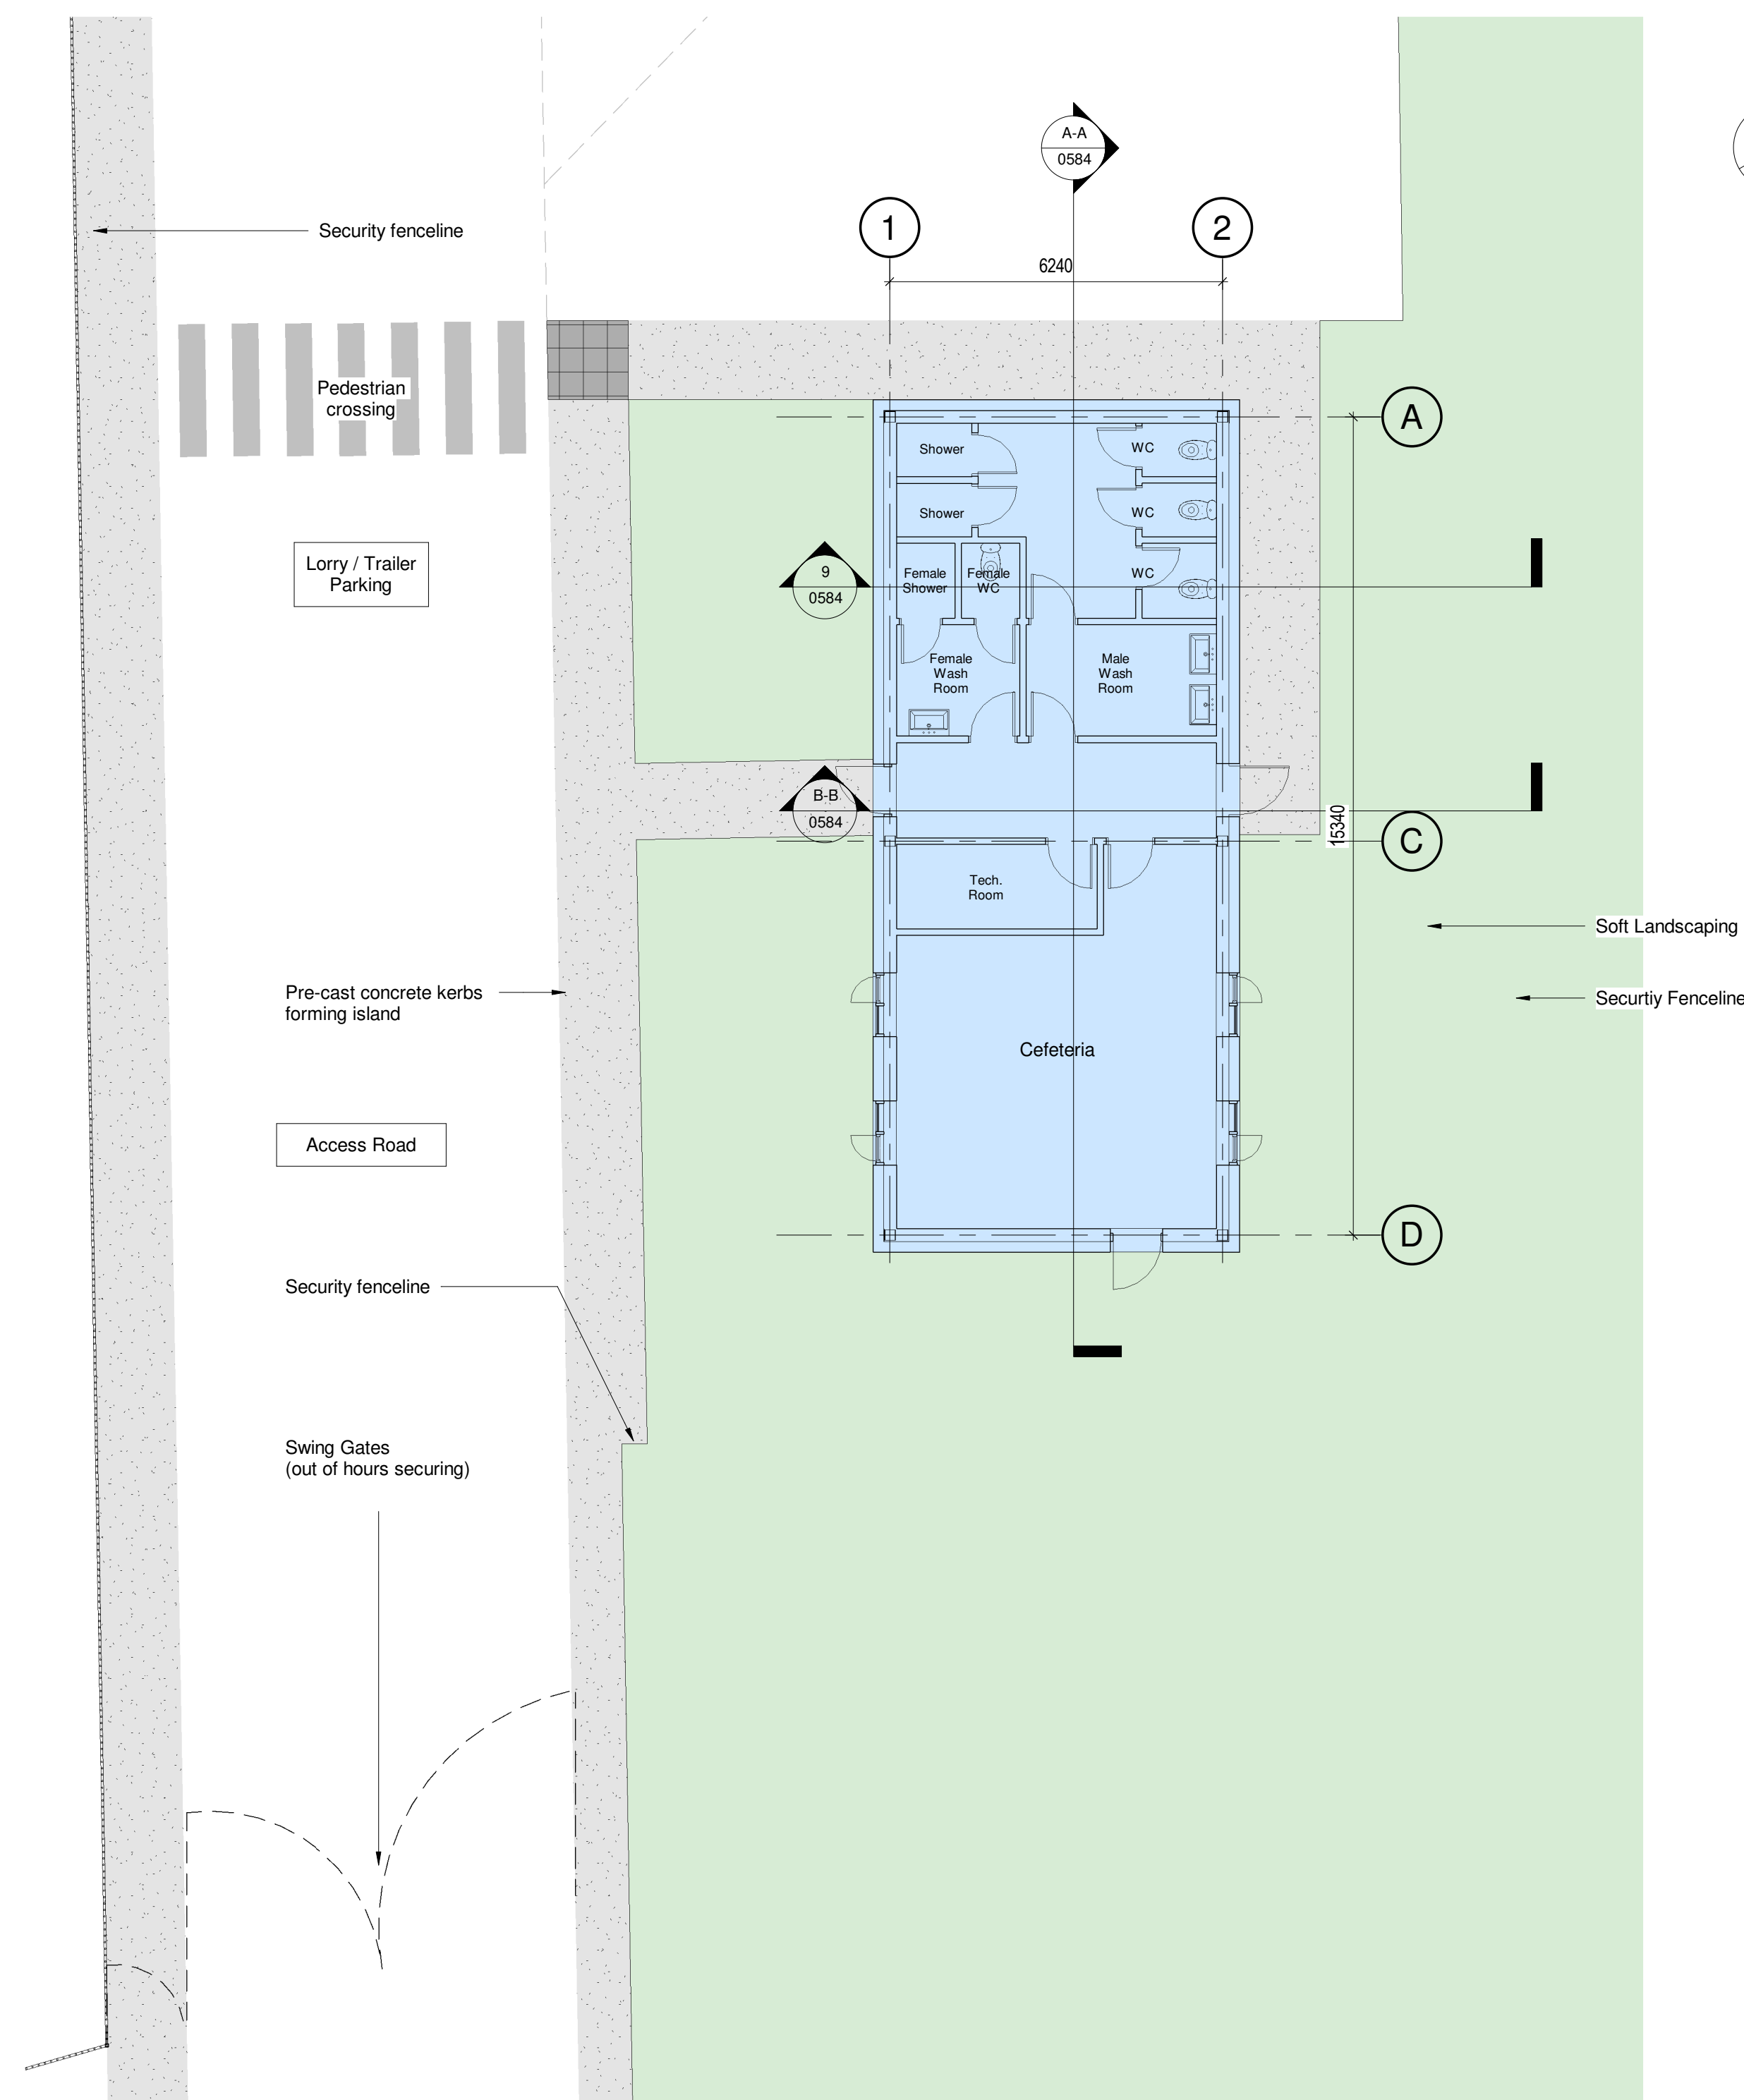 A-A
0584
1
2
Security fenceline
6240
Pedestrian
crossing
A
Shower
WC
Shower
WC
Lorry / Trailer
Parking
9
0584
Female
Shower
Female
WC
WC
Female
Wash
Room
Male
Wash
Room
B-B
0584
15340
C
Tech.
Room
Soft Landscaping
Pre-cast concrete kerbs
forming island
Securtiy Fenceline
Cefeteria
Access Road
D
Security fenceline
Swing Gates
(out of hours securing)